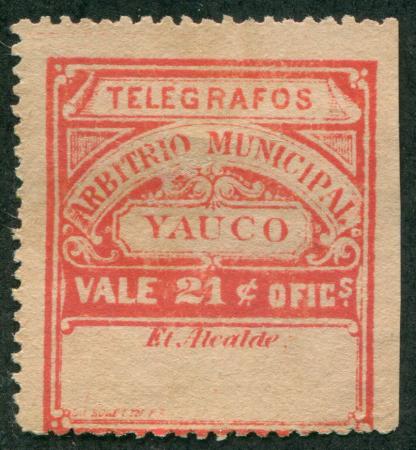 TELEGRAFOS
ARBITRIO MUNICIPAL
YAUCO
VALE 21 ¢ OFICs
El Alcalde